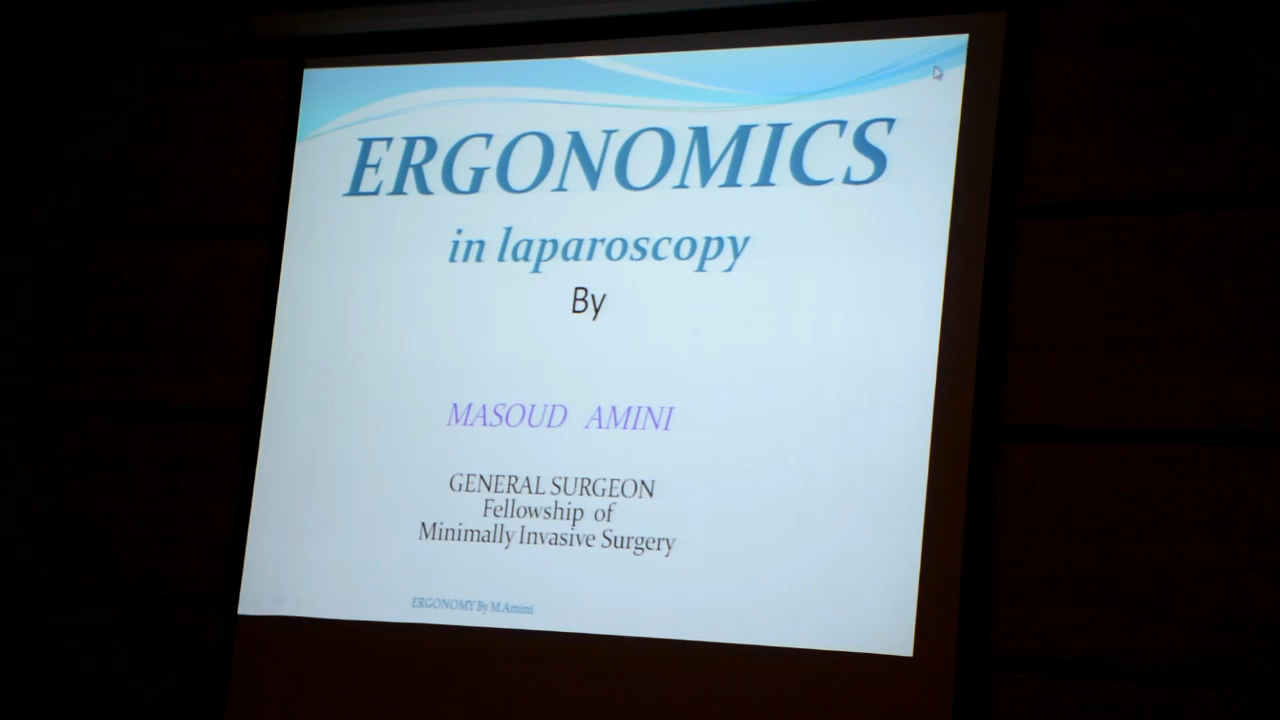 ERGONOMICS
in laparoscopy
By
MASOUD AMINI
GENERAL SURGEON
Fellowship of
Minimally Invasive Surgery
ERGONOMY By M.Amini